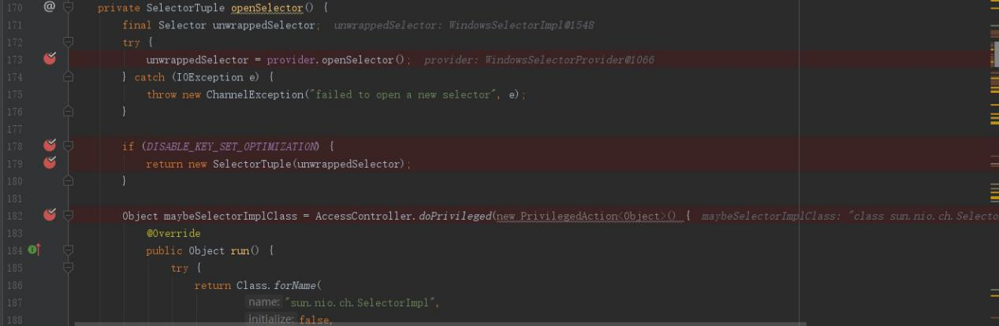 170 @ private SelectorTuple openSelector() {
171 final Selector unwrappedSelector; unwrappedSelector: WindowsSelectorImpl@1548
172 try {
173 unwrappedSelector = provider.openSelector(); provider: WindowsSelectorProvider@1066
174 } catch (IOException e) {
175 throw new ChannelException("failed to open a new selector", e);
176 }
177
178 if (DISABLE_KEY_SET_OPTIMIZATION) {
179 return new SelectorTuple(unwrappedSelector);
180 }
181
182 Object maybeSelectorImplClass = AccessController.doPrivileged(new PrivilegedAction<Object>() { maybeSelectorImplClass: "class sun.nio.ch.Selecto
183 @Override
184 public Object run() {
185 try {
186 return Class.forName(
187 name: "sun.nio.ch.SelectorImpl",
188 initialize: false,